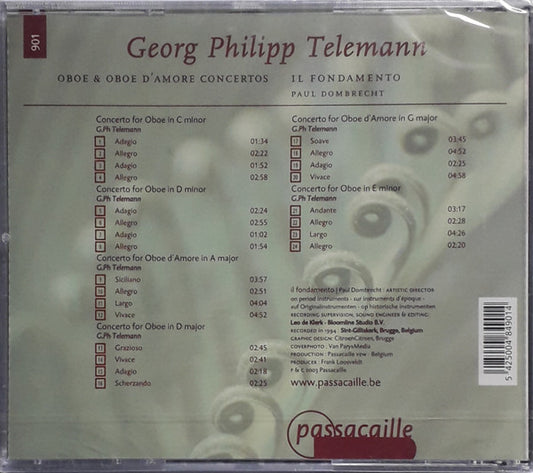 901
Georg Philipp Telemann
OBOE & OBOE D'AMORE CONCERTOS
IL FONDAMENTO
PAUL DOMBRECHT
Concerto for Oboe in C minor
G.Ph Telemann
1 Adagio 01:34
2 Allegro 02:22
3 Adagio 01:52
4 Allegro 02:58
Concerto for Oboe in D minor
G.Ph Telemann
5 Adagio 02:24
6 Allegro 02:55
7 Adagio 01:02
8 Allegro 01:54
Concerto for Oboe d'Amore in A major
G.Ph Telemann
9 Siciliano 03:57
10 Allegro 02:51
11 Largo 04:04
12 Vivace 04:52
Concerto for Oboe in D major
G.Ph Telemann
13 Grazioso 02:45
14 Vivace 02:41
15 Adagio 02:18
16 Scherzando 02:25
Concerto for Oboe d'Amore in G major
G.Ph Telemann
17 Soave 03:45
18 Allegro 04:52
19 Adagio 02:25
20 Vivace 04:58
Concerto for Oboe in E minor
G.Ph Telemann
21 Andante 03:17
22 Allegro 02:28
23 Largo 04:26
24 Allegro 02:20
il fondamento | Paul Dombrecht : ARTISTIC DIRECTOR
on period instruments - sur instruments d'époque -
auf Originalinstrumenten - op historische instrumenten
RECORDING SUPERVISION, SOUND ENGINEER & EDITING:
Leo de Klerk - Bloomline Studio B.V.
RECORDED IN 1994 : Sint-Gilliskerk, Brugge, Belgium
GRAPHIC DESIGN: CitroenCitroen, Brugge
COVERPHOTO : Van ParysMedia
PRODUCTION : Passacaille vzw - Belgium
PRODUCER : Frank Loosveldt
P & C 2003 Passacaille
www.passacaille.be
5 425004 849014
passacaille